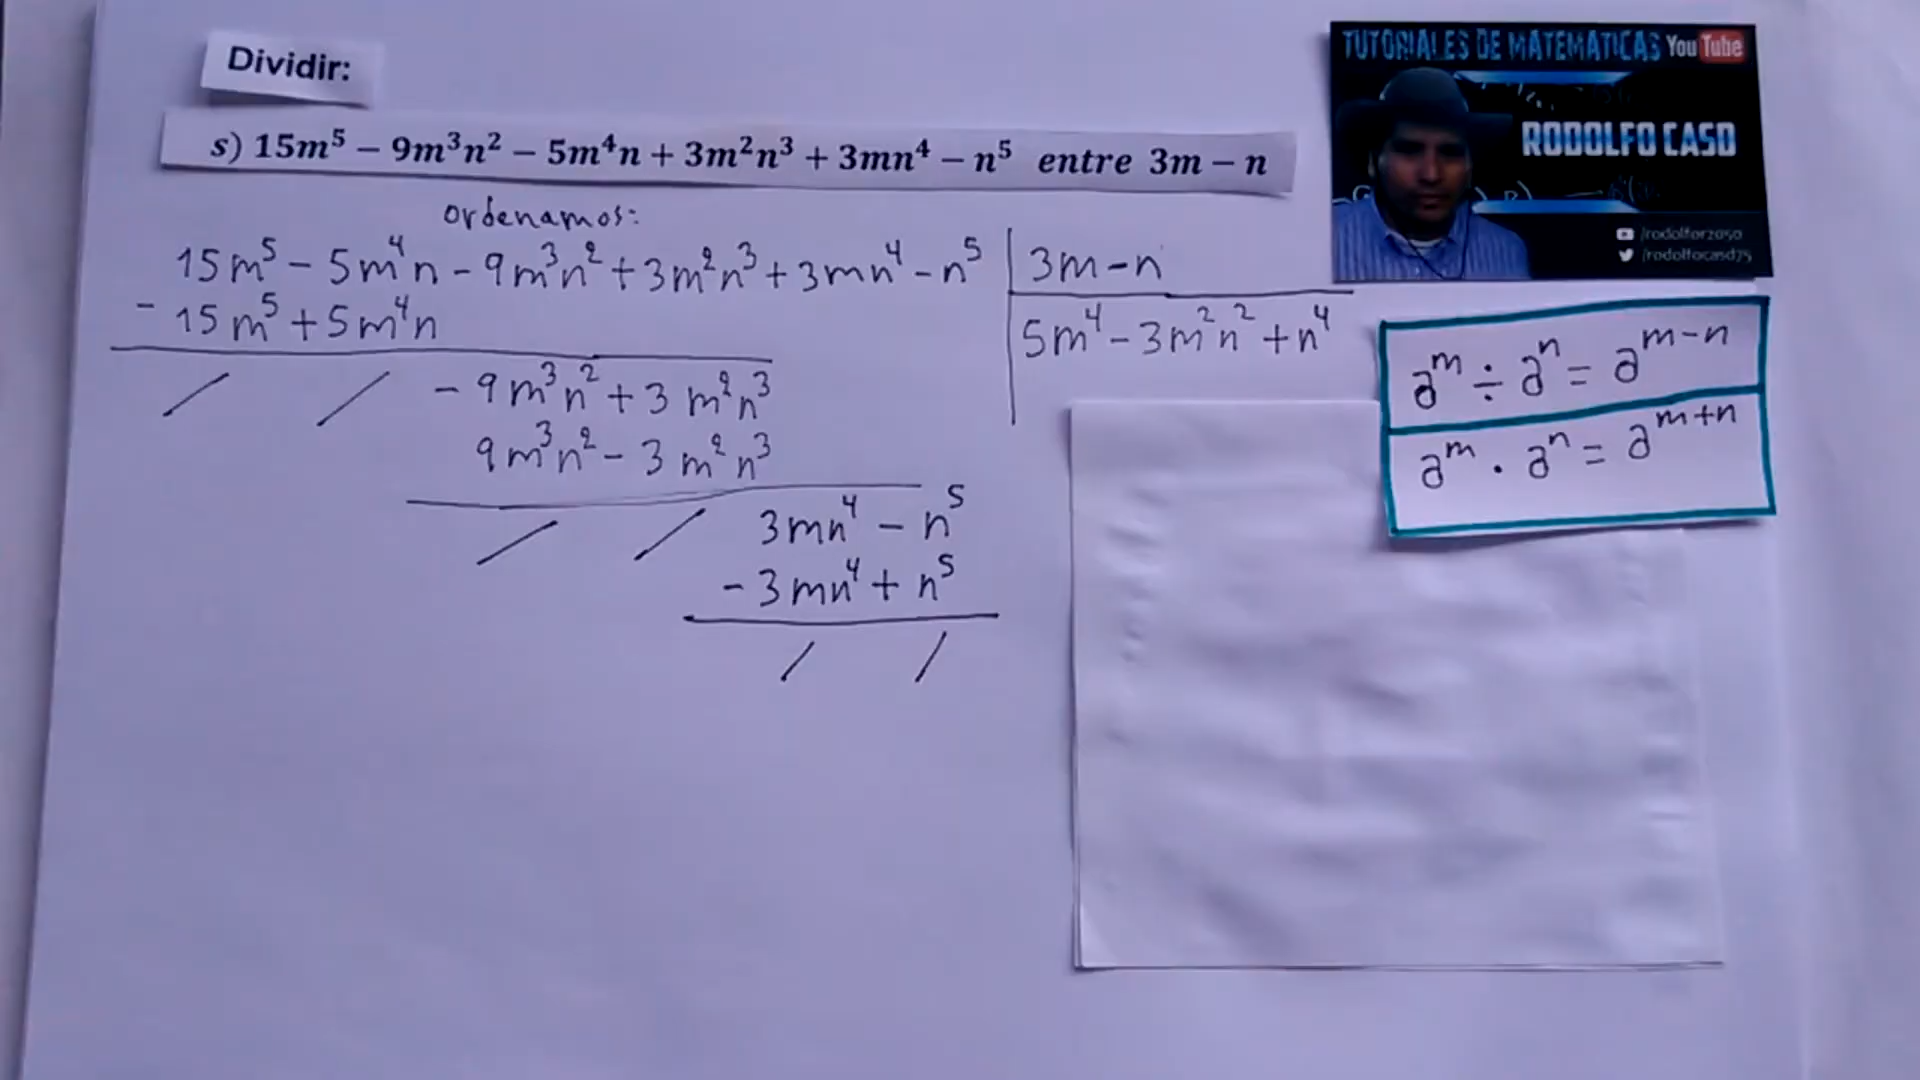 Dividir:
s) 15m⁵ − 9m³n² − 5m⁴n + 3m²n³ + 3mn⁴ − n⁵ entre 3m − n
ordenamos:
15m⁵ − 5m⁴n − 9m³n² + 3m²n³ + 3mn⁴ − n⁵ | 3m − n
− 15m⁵ + 5m⁴n
5m⁴ − 3m²n² + n⁴
/ / − 9m³n² + 3m²n³
9m³n² − 3m²n³
/ / 3mn⁴ − n⁵
− 3mn⁴ + n⁵
/ /
TUTORIALES DE MATEMATICAS YouTube
RODOLFO CASO
/rodolforzoso
/rodolfocasd75
aᵐ ÷ aⁿ = aᵐ⁻ⁿ
aᵐ · aⁿ = aᵐ⁺ⁿ